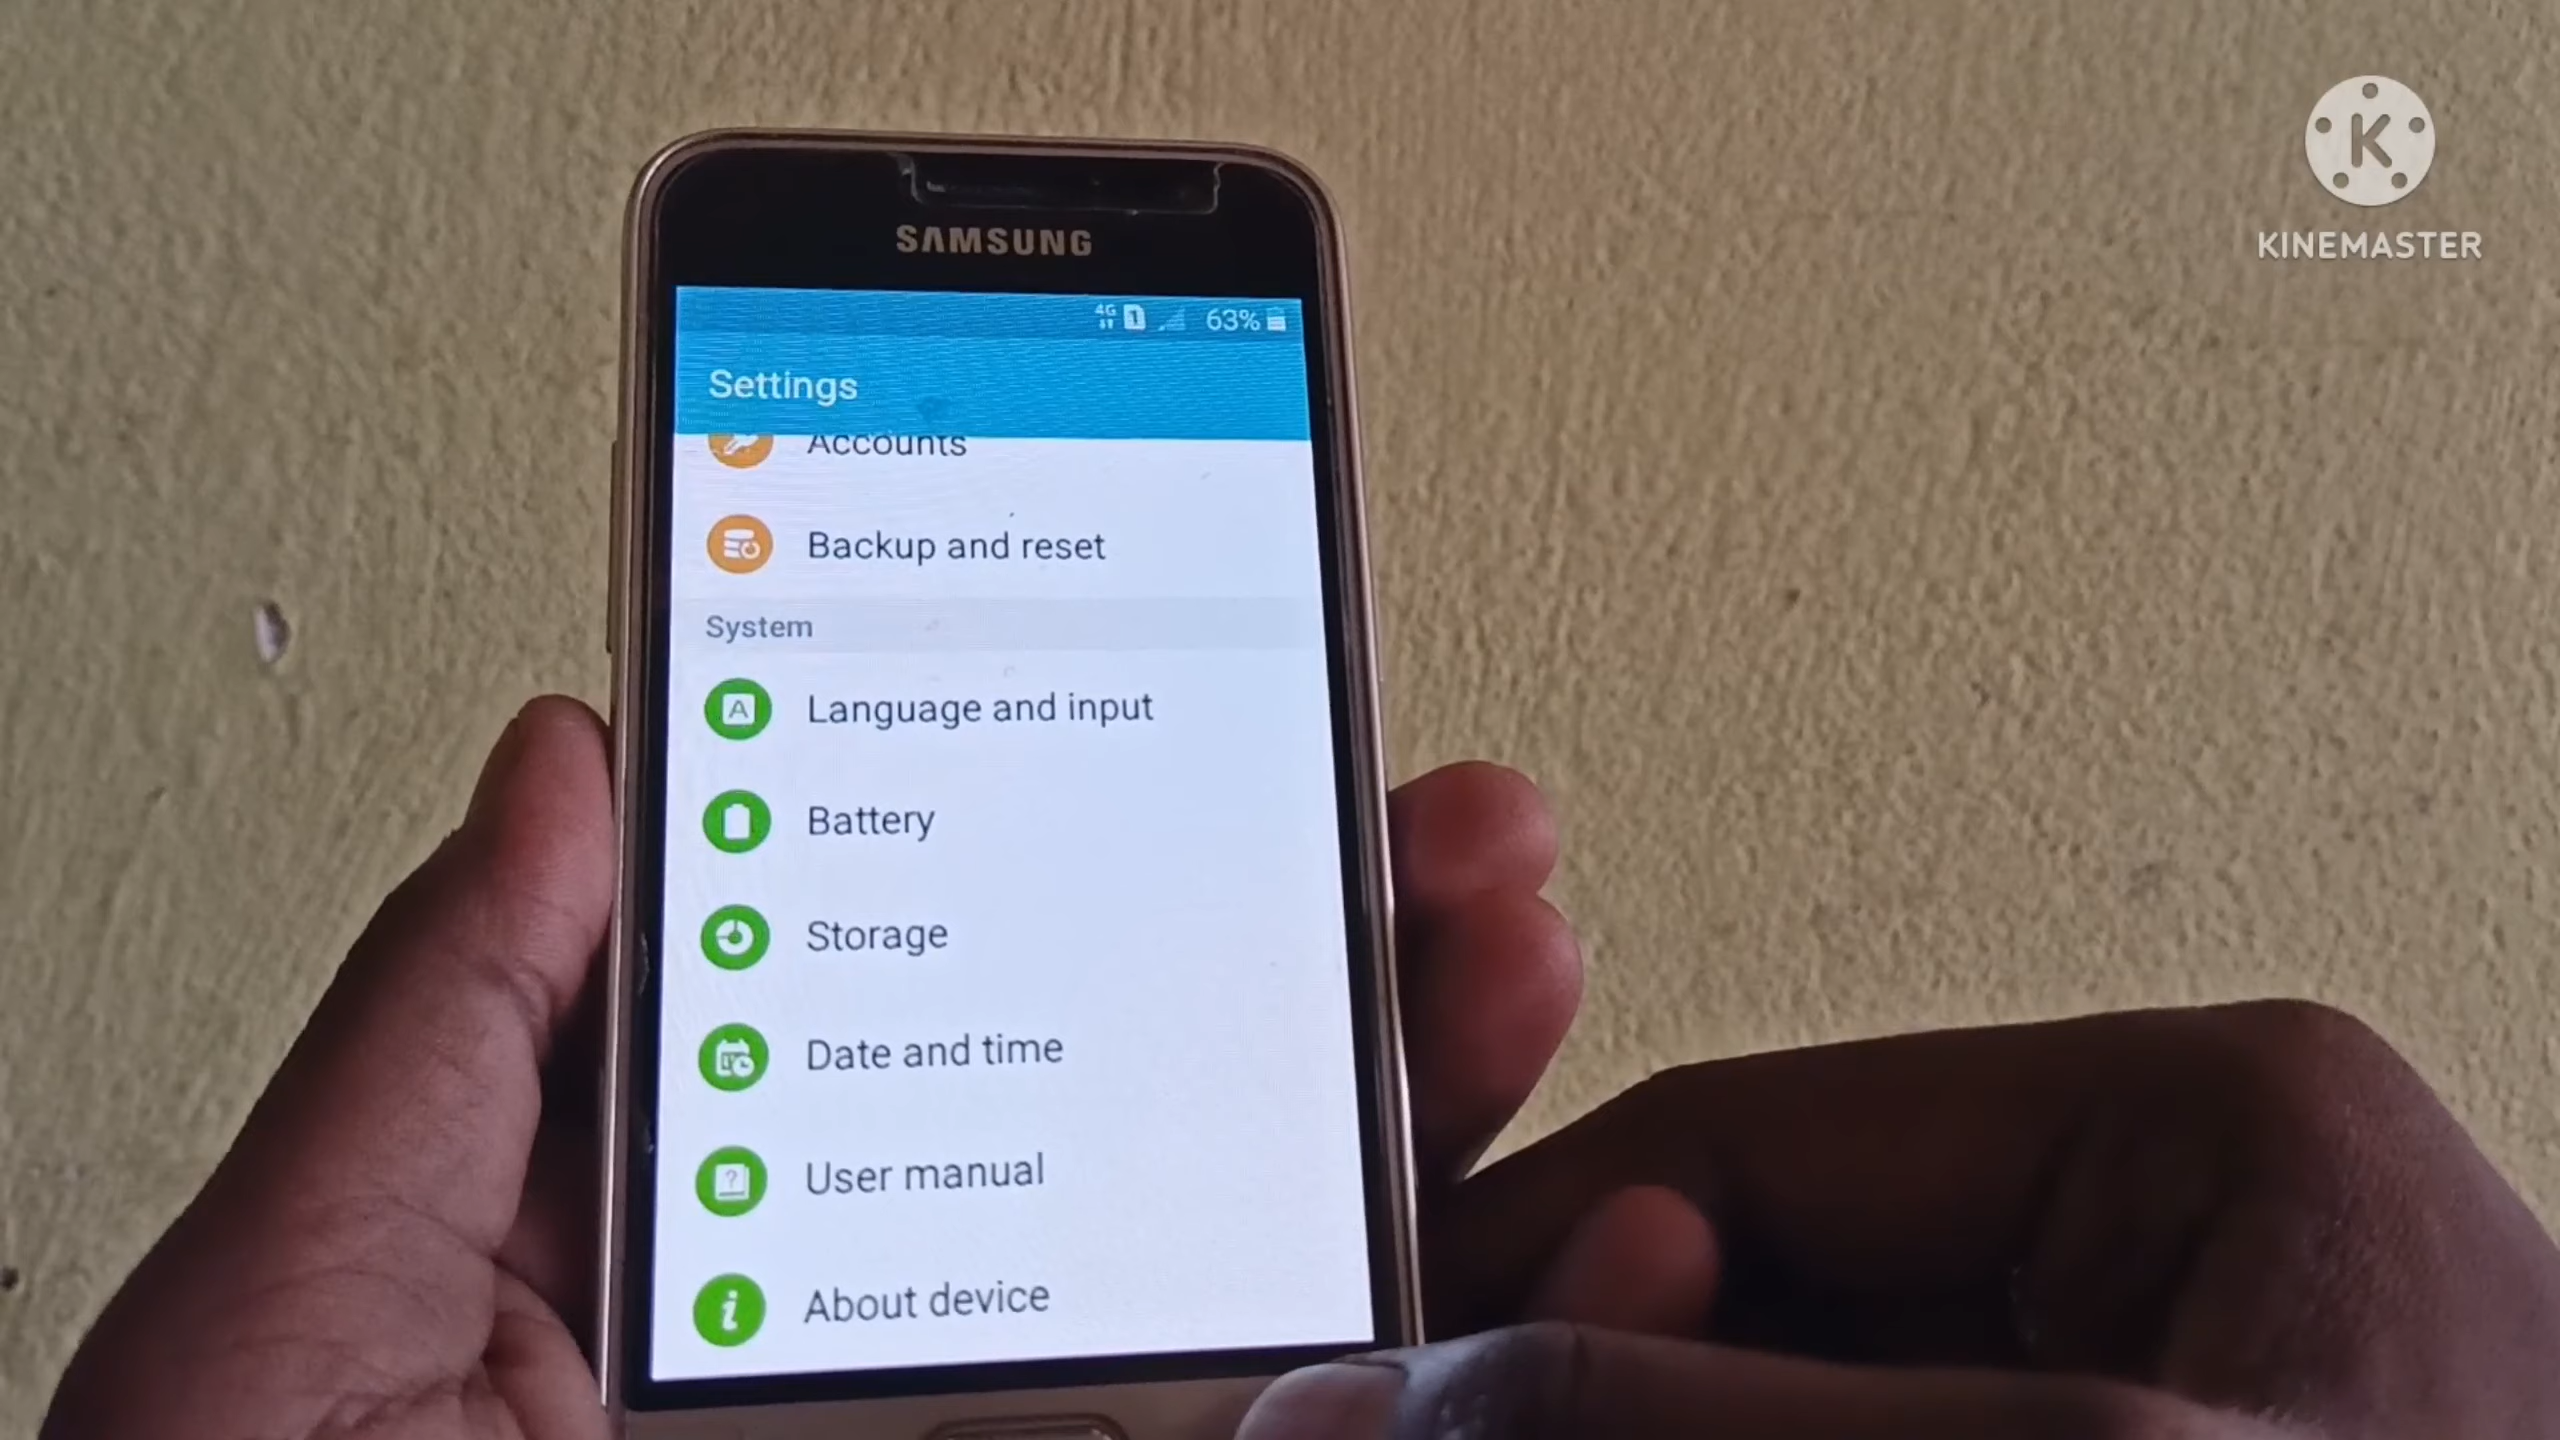 K
KINEMASTER
SAMSUNG
4G 1 63%
Settings
Accounts
Backup and reset
System
A Language and input
Battery
Storage
Date and time
? User manual
i About device